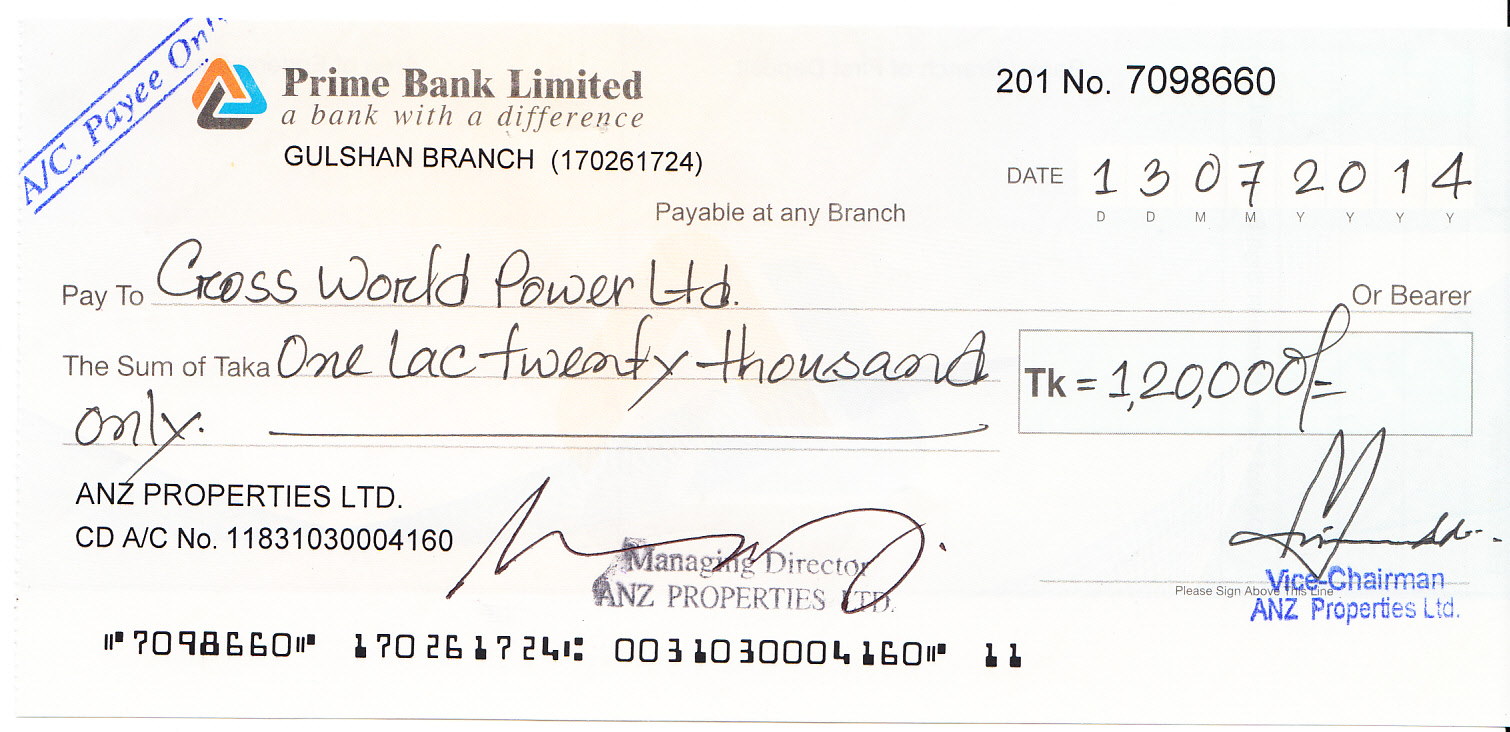 A/C. Payee Only
Prime Bank Limited
a bank with a difference
GULSHAN BRANCH (170261724)
201 No. 7098660
DATE 1 3 0 7 2 0 1 4
D D M M Y Y Y Y
Payable at any Branch
Pay To Cross World Power Ltd. Or Bearer
The Sum of Taka One lac twenty thousand
only.
Tk = 1,20,000/=
ANZ PROPERTIES LTD.
CD A/C No. 11831030004160
Managing Director
ANZ PROPERTIES LTD.
Please Sign Above This Line
Vice-Chairman
ANZ Properties Ltd.
⑈7098660⑈ 170261724⑆ 0031030004160⑈ 11